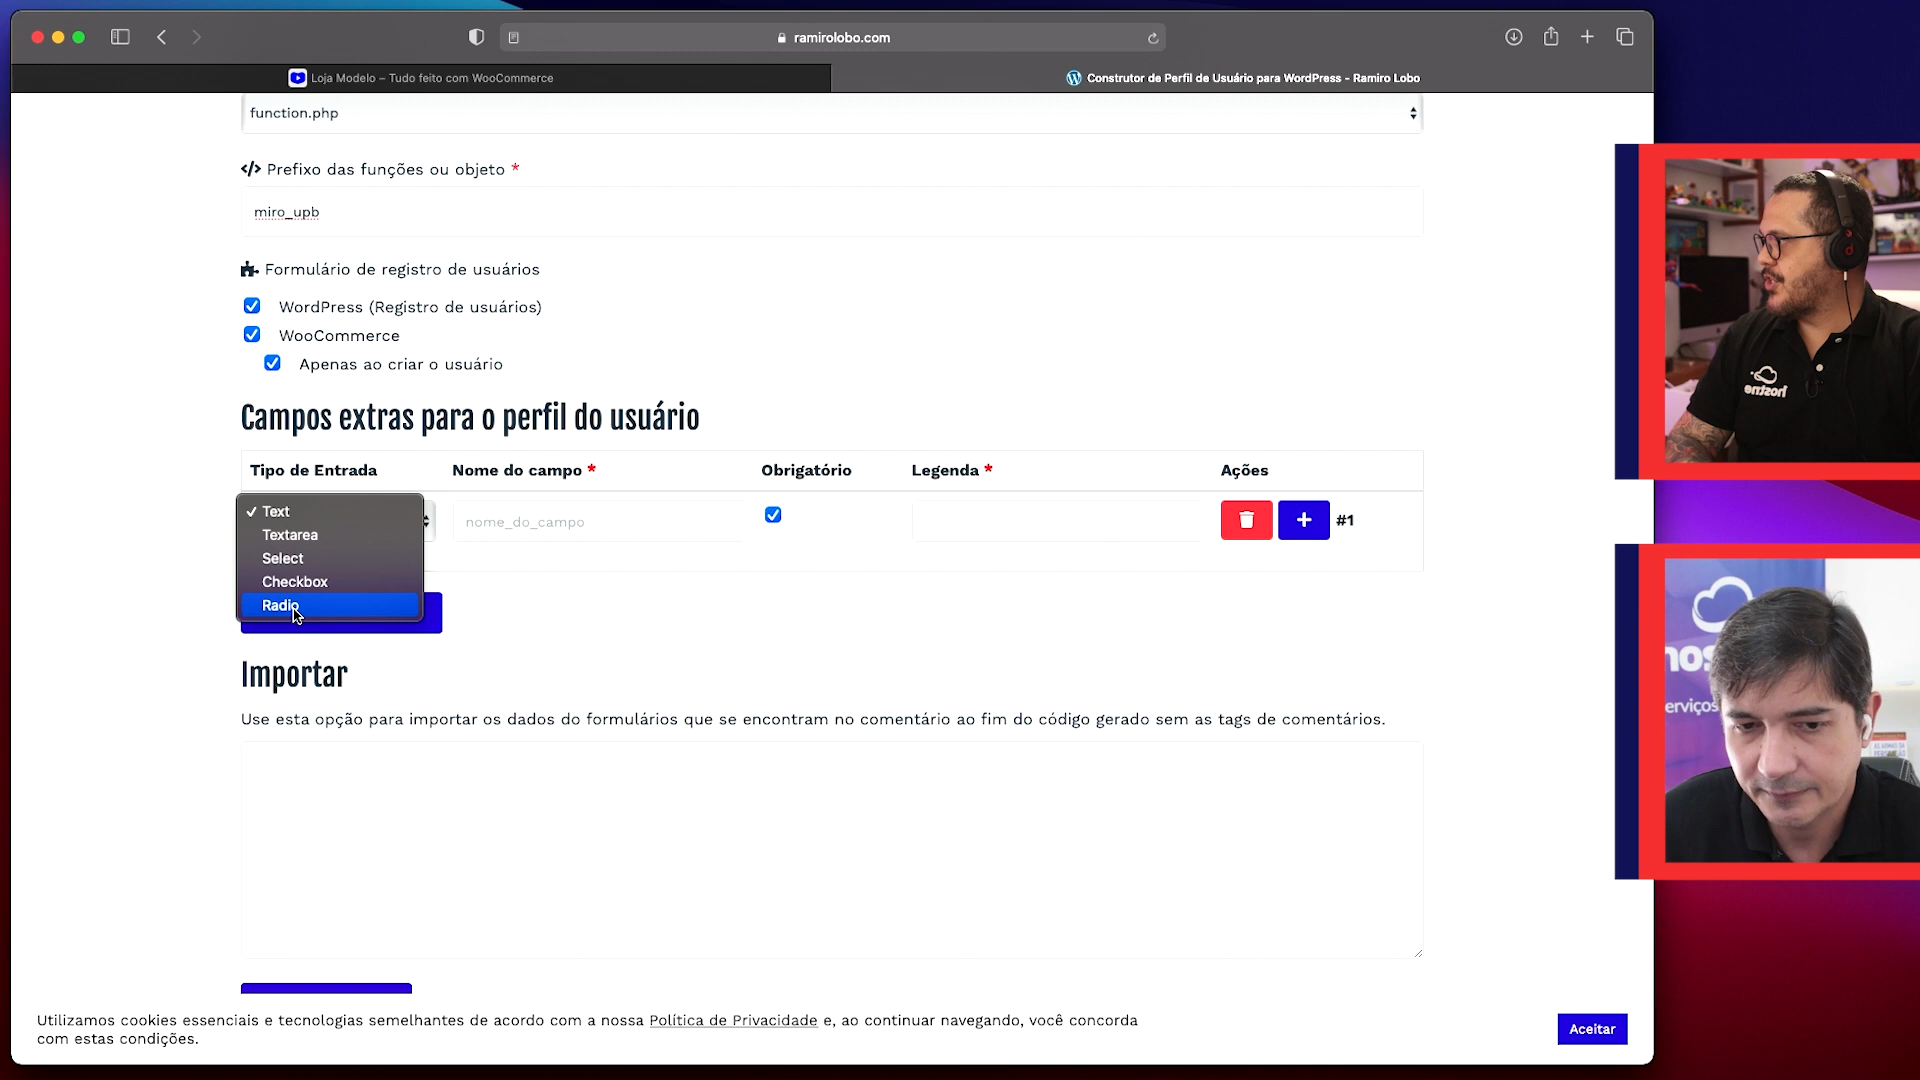 ramirolobo.com
Loja Modelo – Tudo feito com WooCommerce
Construtor de Perfil de Usuário para WordPress - Ramiro Lobo
function.php
</> Prefixo das funções ou objeto *
miro_upb
Formulário de registro de usuários
WordPress (Registro de usuários)
WooCommerce
Apenas ao criar o usuário
Campos extras para o perfil do usuário
Tipo de Entrada Nome do campo * Obrigatório Legenda * Ações
✓ Text
Textarea
Select
Checkbox
Radio
nome_do_campo
+ #1
Importar
Use esta opção para importar os dados do formulários que se encontram no comentário ao fim do código gerado sem as tags de comentários.
Utilizamos cookies essenciais e tecnologias semelhantes de acordo com a nossa Política de Privacidade e, ao continuar navegando, você concorda
com estas condições.
Aceitar
hostnet
hos
erviços